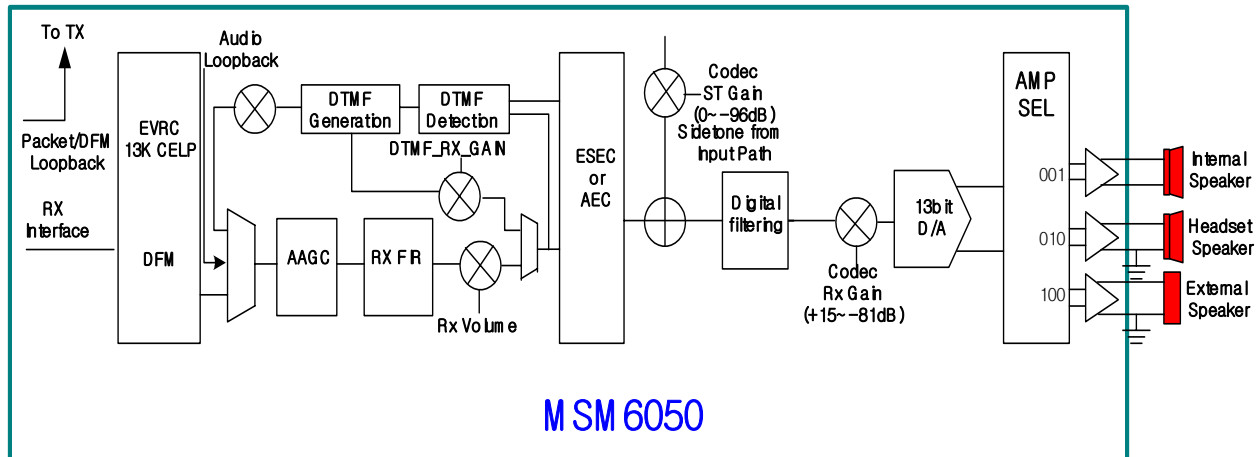 To TX
Audio
Loopback
Packet/DFM
Loopback
RX
Interface
EVRC
13K CELP
DFM
DTMF
Generation
DTMF
Detection
DTMF_RX_GAIN
AAGC
RX FIR
Rx Volume
ESEC
or
AEC
Codec
ST Gain
(0~-96dB)
Sidetone from
Input Path
Digital
filtering
Codec
Rx Gain
(+15~-81dB)
13bit
D/A
AMP
SEL
001
010
100
Internal
Speaker
Headset
Speaker
External
Speaker
MSM6050